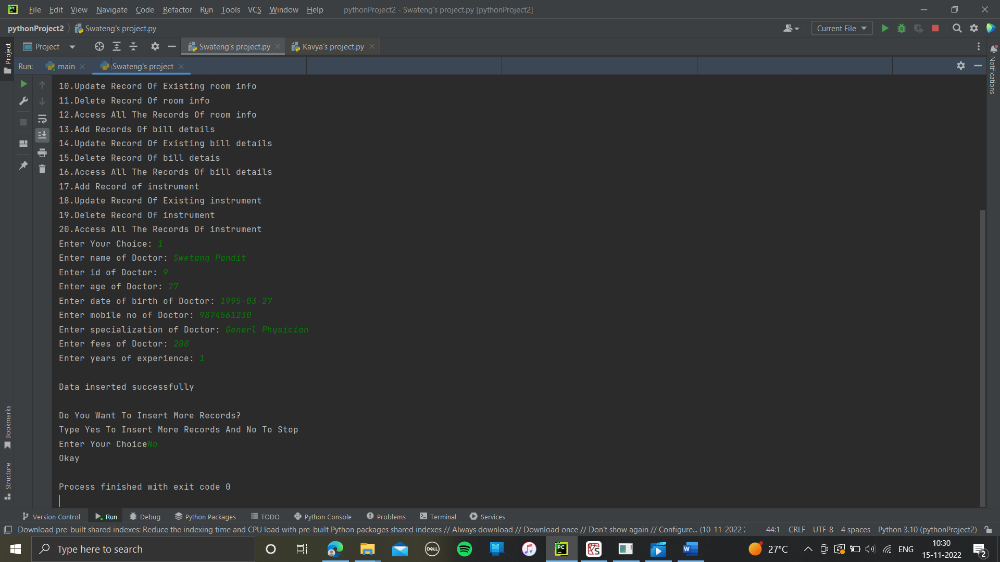 File Edit View Navigate Code Refactor Run Tools VCS Window Help pythonProject2 - Swateng's project.py [pythonProject2]
pythonProject2 Swateng's project.py Current File
Project Swateng's project.py Kavya's project.py
Run: main Swateng's project
Project
Notifications
10.Update Record Of Existing room info
11.Delete Record Of room info
12.Access All The Records Of room info
13.Add Records Of bill details
14.Update Record Of Existing bill details
15.Delete Record Of bill detais
16.Access All The Records Of bill details
17.Add Record of instrument
18.Update Record Of Existing instrument
19.Delete Record Of instrument
20.Access All The Records Of instrument
Enter Your Choice: 1
Enter name of Doctor: Swetang Pandit
Enter id of Doctor: 9
Enter age of Doctor: 27
Enter date of birth of Doctor: 1995-03-27
Enter mobile no of Doctor: 9874561230
Enter specialization of Doctor: Generl Physician
Enter fees of Doctor: 200
Enter years of experience: 1
Data inserted successfully
Do You Want To Insert More Records?
Type Yes To Insert More Records And No To Stop
Enter Your ChoiceNo
Okay
Process finished with exit code 0
Bookmarks
Structure
Version Control Run Debug Python Packages TODO Python Console Problems Terminal Services
Download pre-built shared indexes: Reduce the indexing time and CPU load with pre-built Python packages shared indexes // Always download // Download once // Don't show again // Configure... (10-11-2022 44:1 CRLF UTF-8 4 spaces Python 3.10 (pythonProject2)
Type here to search DELL PC W 27°C ENG 10:30
15-11-2022 2